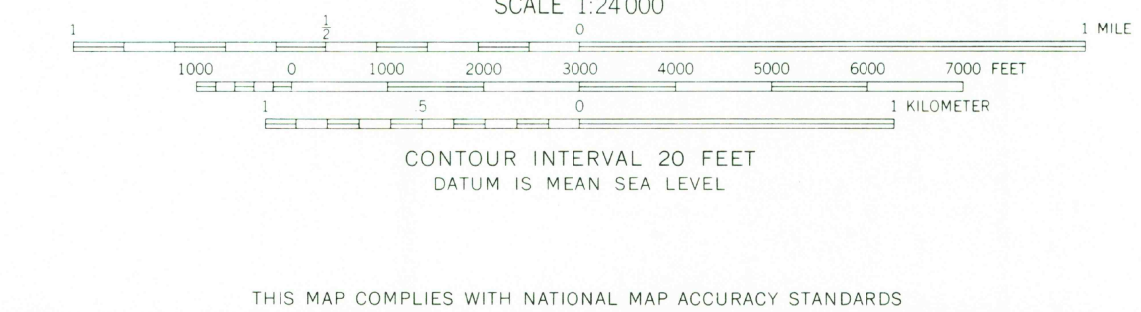 SCALE 1:24 000
1 1/2 0 1 MILE
1000 0 1000 2000 3000 4000 5000 6000 7000 FEET
1 .5 0 1 KILOMETER
CONTOUR INTERVAL 20 FEET
DATUM IS MEAN SEA LEVEL
THIS MAP COMPLIES WITH NATIONAL MAP ACCURACY STANDARDS